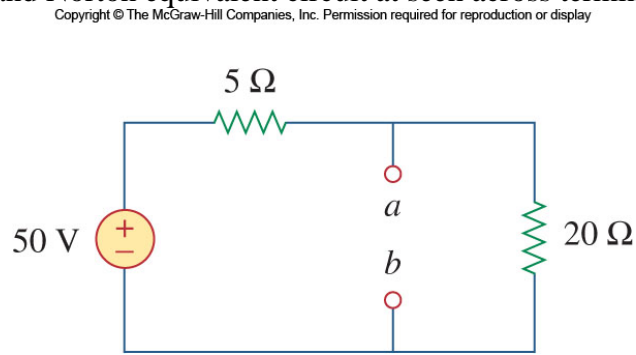 Copyright © The McGraw-Hill Companies, Inc. Permission required for reproduction or display
5 Ω
a
50 V
+
−
20 Ω
b